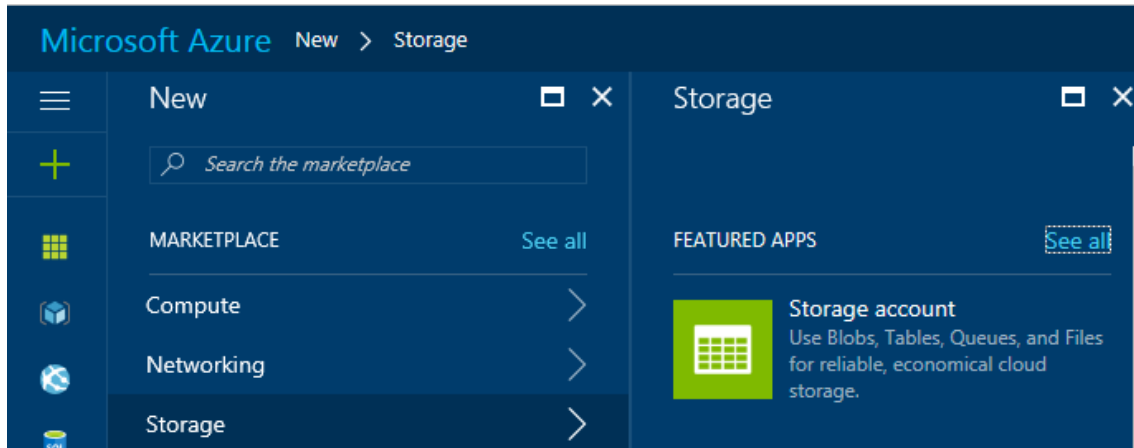 Microsoft Azure New > Storage
New
Search the marketplace
MARKETPLACE See all
Compute
Networking
Storage
Storage
FEATURED APPS See all
Storage account
Use Blobs, Tables, Queues, and Files
for reliable, economical cloud
storage.
SQL